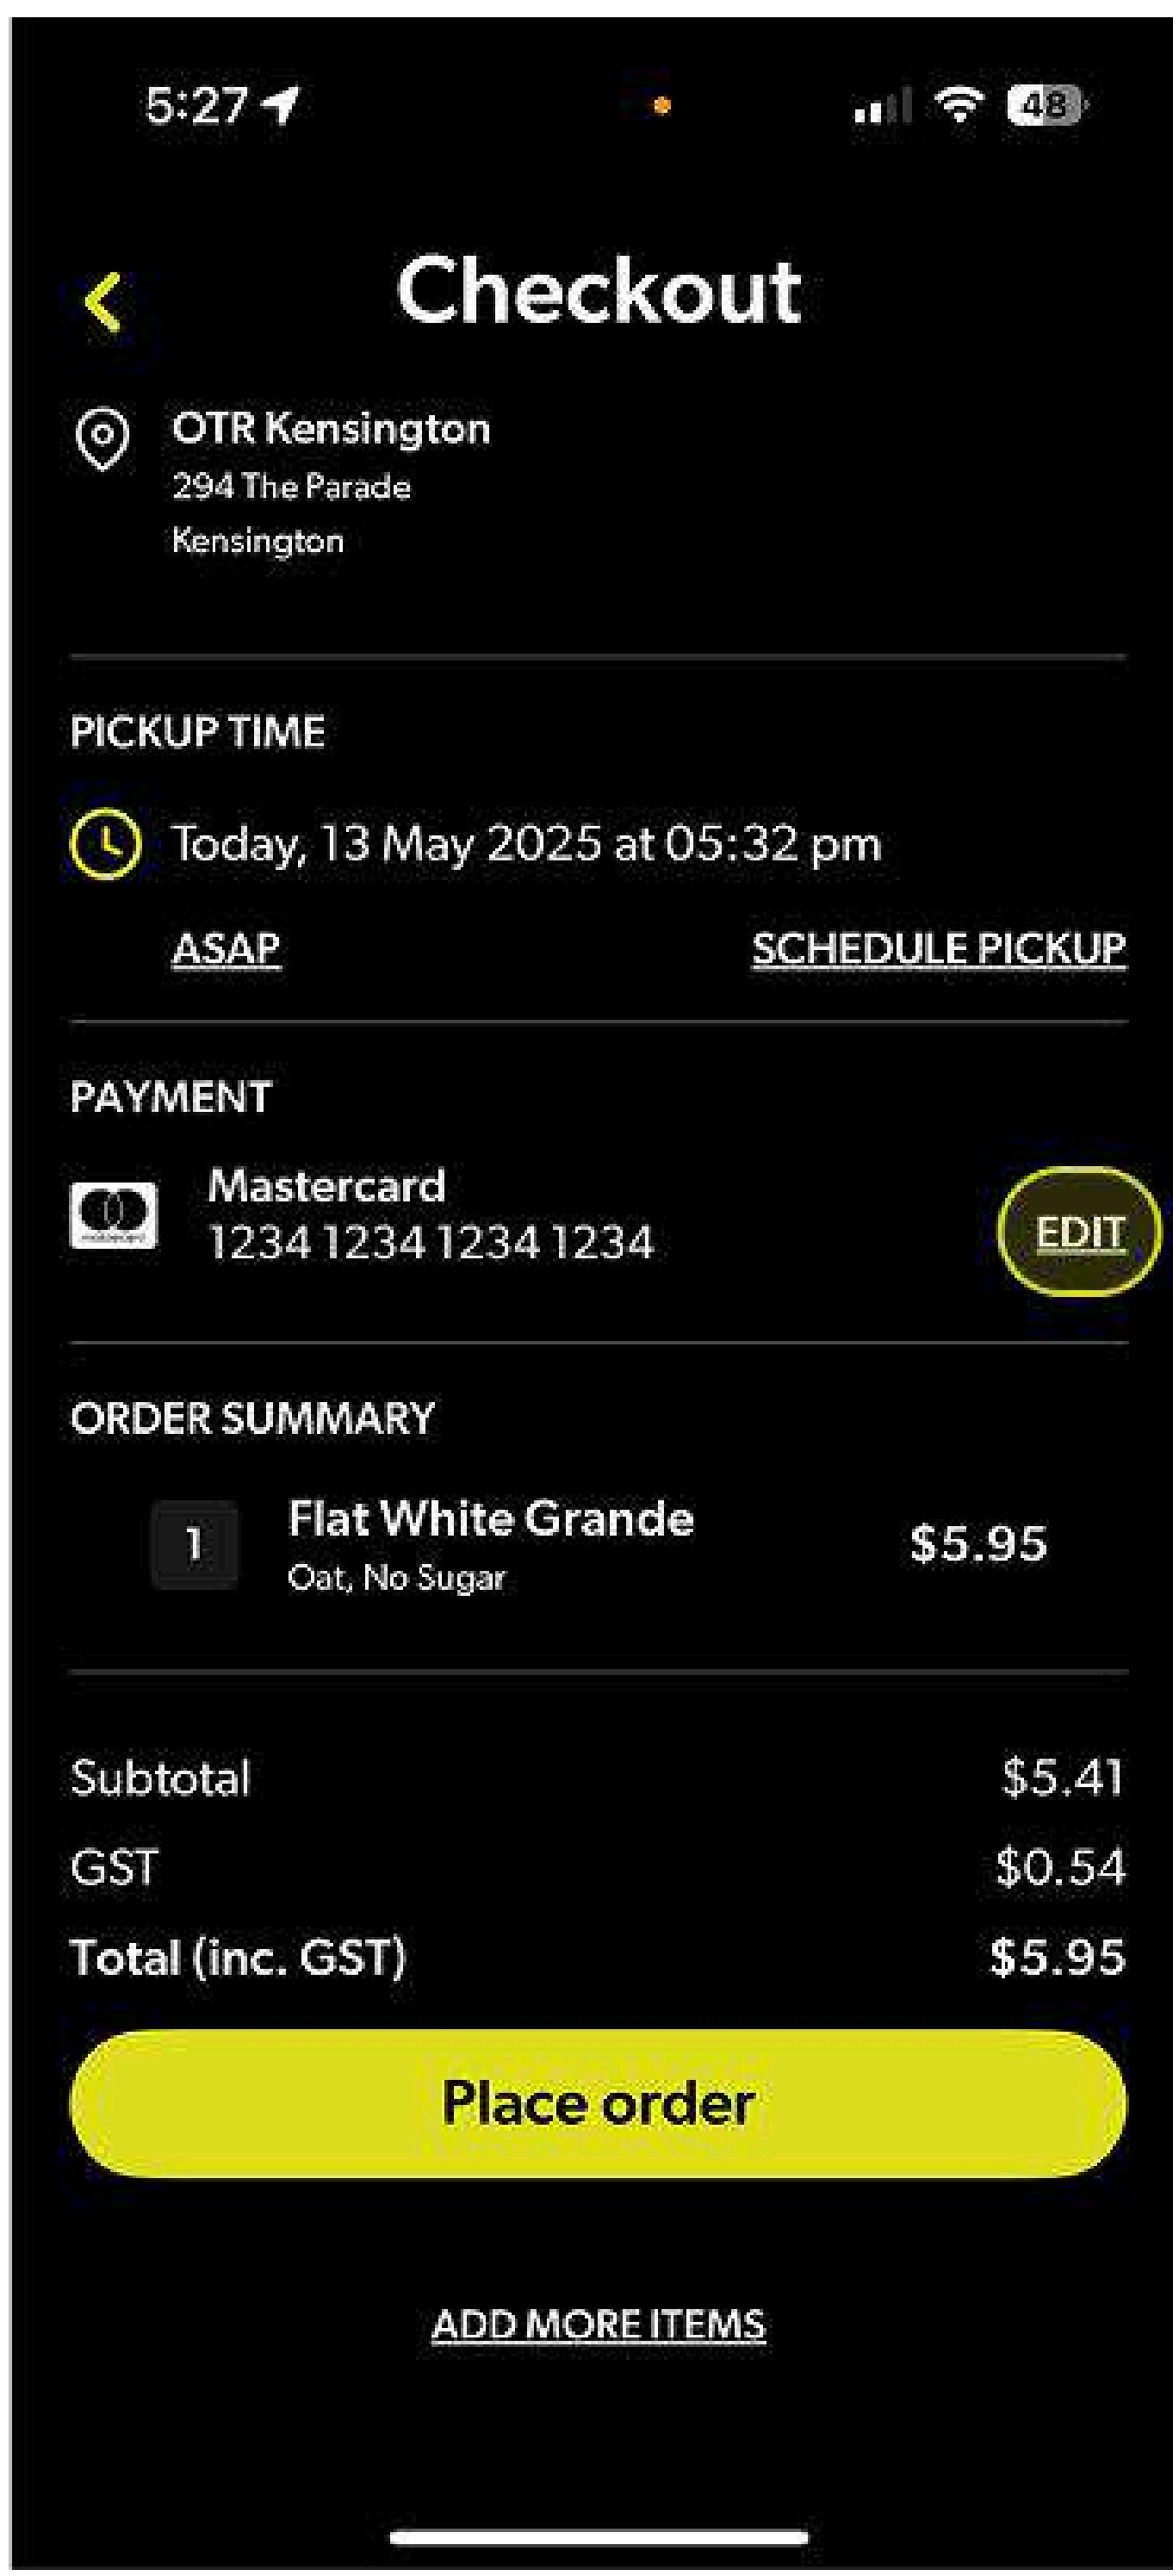 5:27
48
Checkout
OTR Kensington
294 The Parade
Kensington
PICKUP TIME
Today, 13 May 2025 at 05:32 pm
ASAP SCHEDULE PICKUP
PAYMENT
Mastercard
1234 1234 1234 1234
EDIT
ORDER SUMMARY
1 Flat White Grande $5.95
Oat, No Sugar
Subtotal $5.41
GST $0.54
Total (inc. GST) $5.95
Place order
ADD MORE ITEMS